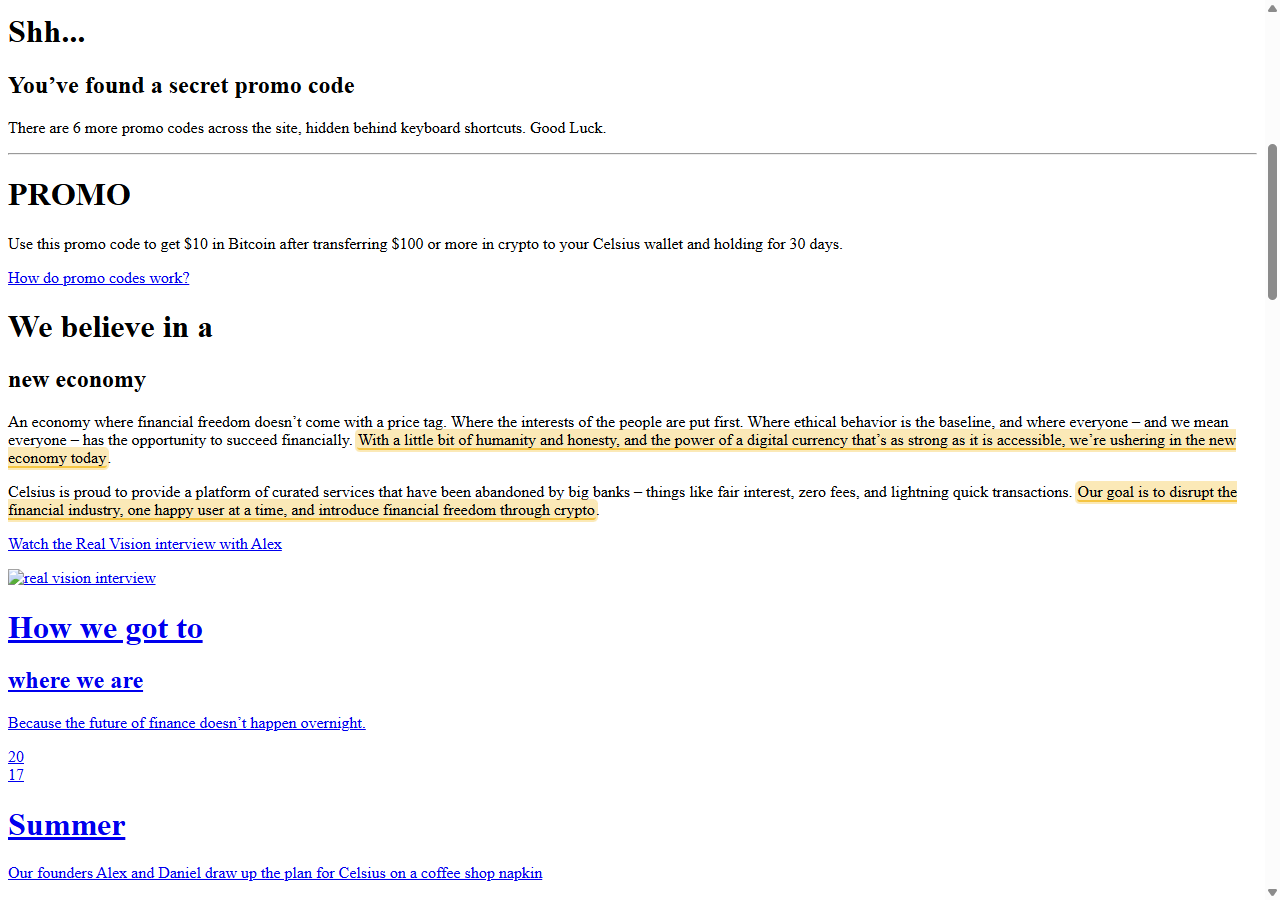 Shh...
You’ve found a secret promo code
There are 6 more promo codes across the site, hidden behind keyboard shortcuts. Good Luck.
PROMO
Use this promo code to get $10 in Bitcoin after transferring $100 or more in crypto to your Celsius wallet and holding for 30 days.
How do promo codes work?
We believe in a
new economy
An economy where financial freedom doesn’t come with a price tag. Where the interests of the people are put first. Where ethical behavior is the baseline, and where everyone – and we mean
everyone – has the opportunity to succeed financially. With a little bit of humanity and honesty, and the power of a digital currency that’s as strong as it is accessible, we’re ushering in the new
economy today.
Celsius is proud to provide a platform of curated services that have been abandoned by big banks – things like fair interest, zero fees, and lightning quick transactions. Our goal is to disrupt the
financial industry, one happy user at a time, and introduce financial freedom through crypto.
Watch the Real Vision interview with Alex
real vision interview
How we got to
where we are
Because the future of finance doesn’t happen overnight.
20
17
Summer
Our founders Alex and Daniel draw up the plan for Celsius on a coffee shop napkin